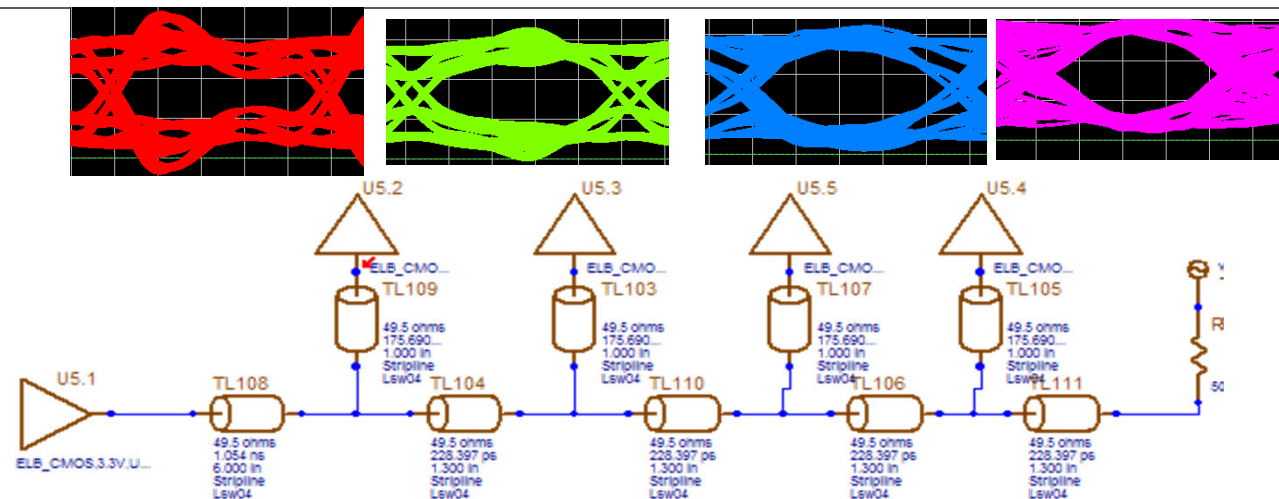 U5.2
U5.3
U5.5
U5.4
ELB_CMO...
ELB_CMO...
ELB_CMO...
ELB_CMO...
TL109
TL103
TL107
TL105
49.5 ohms
175.690...
1.000 in
Stripline
Lsw04
49.5 ohms
175.690...
1.000 in
Stripline
Lsw04
49.5 ohms
175.690...
1.000 in
Stripline
Lsw04
49.5 ohms
175.690...
1.000 in
Stripline
Lsw04
U5.1
TL108
TL104
TL110
TL106
TL111
50
ELB_CMOS,3.3V,U...
49.5 ohms
1.054 ns
6.000 in
Stripline
Lsw04
49.5 ohms
228.397 ps
1.300 in
Stripline
Lsw04
49.5 ohms
228.397 ps
1.300 in
Stripline
Lsw04
49.5 ohms
228.397 ps
1.300 in
Stripline
Lsw04
49.5 ohms
228.397 ps
1.300 in
Stripline
Lsw04